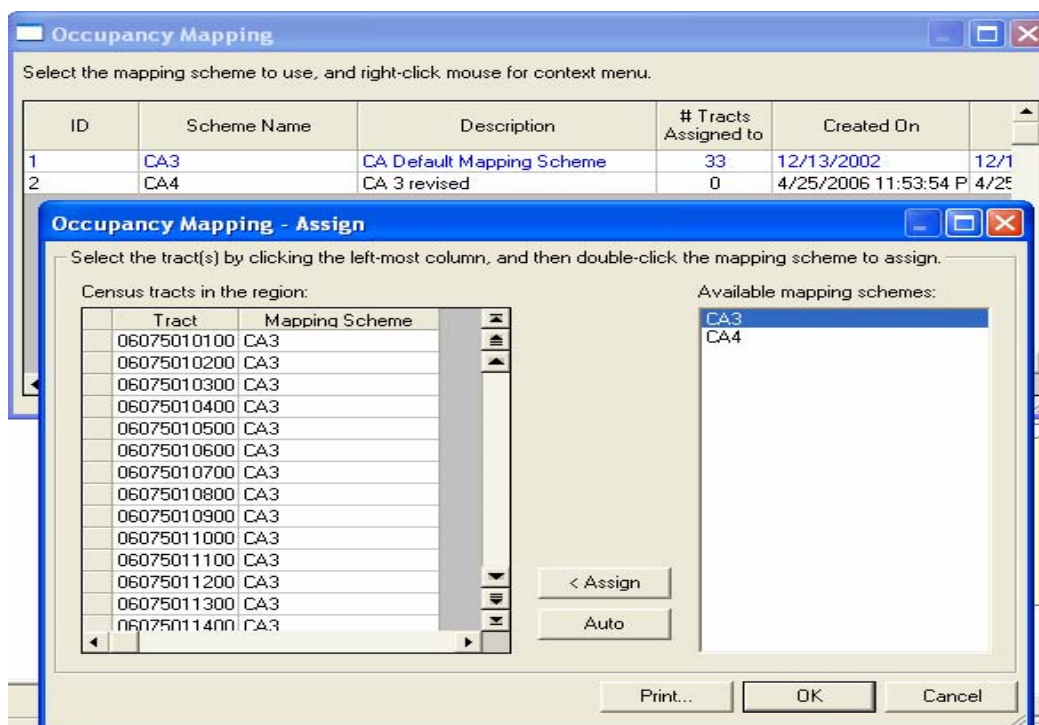 Occupancy Mapping
Select the mapping scheme to use, and right-click mouse for context menu.
ID Scheme Name Description # Tracts Assigned to Created On
1 CA3 CA Default Mapping Scheme 33 12/13/2002 12/1
2 CA4 CA 3 revised 0 4/25/2006 11:53:54 P 4/25
Occupancy Mapping - Assign
Select the tract(s) by clicking the left-most column, and then double-click the mapping scheme to assign.
Census tracts in the region: Available mapping schemes:
Tract Mapping Scheme
CA3
CA4
06075010100 CA3
06075010200 CA3
06075010300 CA3
06075010400 CA3
06075010500 CA3
06075010600 CA3
06075010700 CA3
06075010800 CA3
06075010900 CA3
06075011000 CA3
06075011100 CA3
06075011200 CA3
06075011300 CA3
06075011400 CA3
< Assign
Auto
Print... OK Cancel